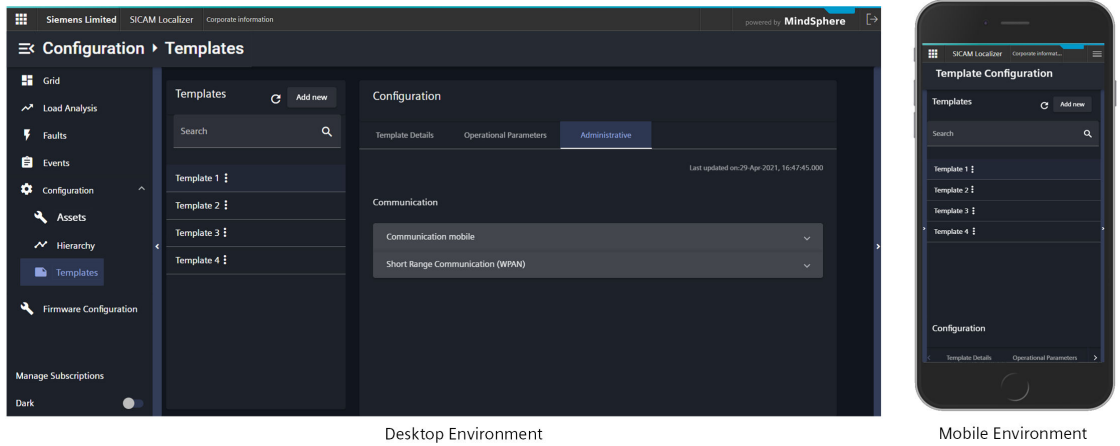 Siemens Limited SICAM Localizer Corporate information powered by MindSphere
Configuration Templates
Grid
Load Analysis
Faults
Events
Configuration
Assets
Hierarchy
Templates
Firmware Configuration
Manage Subscriptions
Dark
Templates Add new
Search
Template 1
Template 2
Template 3
Template 4
Configuration
Template Details Operational Parameters Administrative
Last updated on:29-Apr-2021, 16:47:45.000
Communication
Communication mobile
Short Range Communication (WPAN)
Desktop Environment
SICAM Localizer Corporate informat...
Template Configuration
Templates Add new
Search
Template 1
Template 2
Template 3
Template 4
Configuration
Template Details Operational Parameters
Mobile Environment